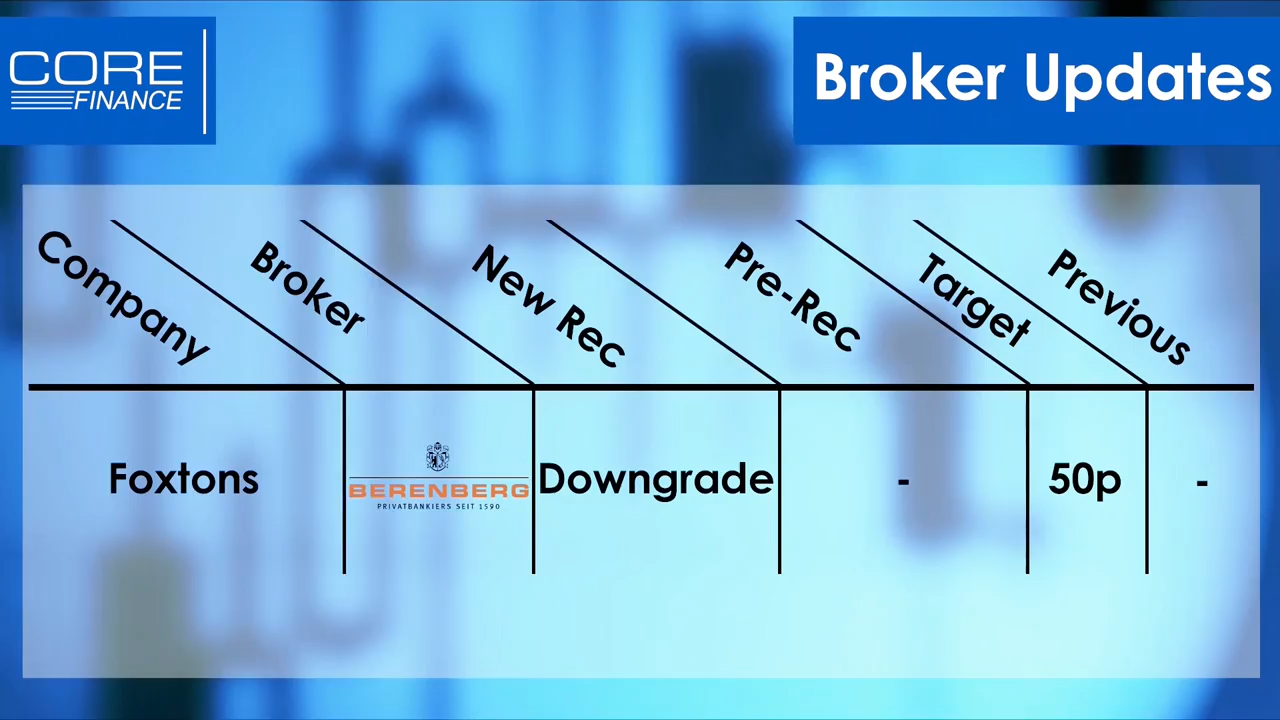 CORE
FINANCE
Broker Updates
Company
Broker
New Rec
Pre-Rec
Target
Previous
Foxtons
BERENBERG
PRIVATBANKIERS SEIT 1590
Downgrade
-
50p
-